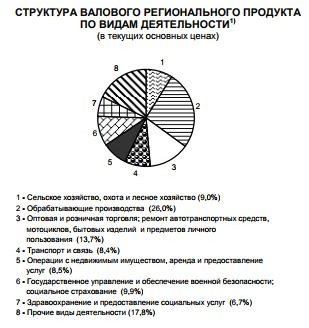 СТРУКТУРА ВАЛОВОГО РЕГИОНАЛЬНОГО ПРОДУКТА
ПО ВИДАМ ДЕЯТЕЛЬНОСТИ¹⁾
(в текущих основных ценах)
8
1
7
2
6
5
4
3
1 - Сельское хозяйство, охота и лесное хозяйство (9,0%)
2 - Обрабатывающие производства (26,0%)
3 - Оптовая и розничная торговля; ремонт автотранспортных средств,
мотоциклов, бытовых изделий и предметов личного
пользования (13,7%)
4 - Транспорт и связь (8,4%)
5 - Операции с недвижимым имуществом, аренда и предоставление
услуг (8,5%)
6 - Государственное управление и обеспечение военной безопасности;
социальное страхование (9,9%)
7 - Здравоохранение и предоставление социальных услуг (6,7%)
8 - Прочие виды деятельности (17,8%)